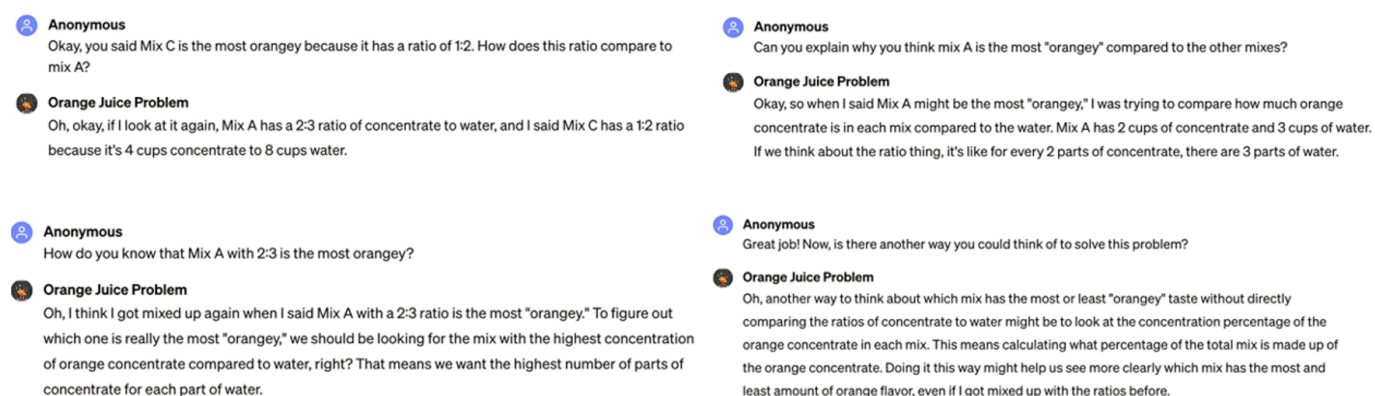 Anonymous
Okay, you said Mix C is the most orangey because it has a ratio of 1:2. How does this ratio compare to
mix A?
Orange Juice Problem
Oh, okay, if I look at it again, Mix A has a 2:3 ratio of concentrate to water, and I said Mix C has a 1:2 ratio
because it's 4 cups concentrate to 8 cups water.
Anonymous
Can you explain why you think mix A is the most "orangey" compared to the other mixes?
Orange Juice Problem
Okay, so when I said Mix A might be the most "orangey," I was trying to compare how much orange
concentrate is in each mix compared to the water. Mix A has 2 cups of concentrate and 3 cups of water.
If we think about the ratio thing, it's like for every 2 parts of concentrate, there are 3 parts of water.
Anonymous
How do you know that Mix A with 2:3 is the most orangey?
Orange Juice Problem
Oh, I think I got mixed up again when I said Mix A with a 2:3 ratio is the most "orangey." To figure out
which one is really the most "orangey," we should be looking for the mix with the highest concentration
of orange concentrate compared to water, right? That means we want the highest number of parts of
concentrate for each part of water.
Anonymous
Great job! Now, is there another way you could think of to solve this problem?
Orange Juice Problem
Oh, another way to think about which mix has the most or least "orangey" taste without directly
comparing the ratios of concentrate to water might be to look at the concentration percentage of the
orange concentrate in each mix. This means calculating what percentage of the total mix is made up of
the orange concentrate. Doing it this way might help us see more clearly which mix has the most and
least amount of orange flavor, even if I got mixed up with the ratios before.